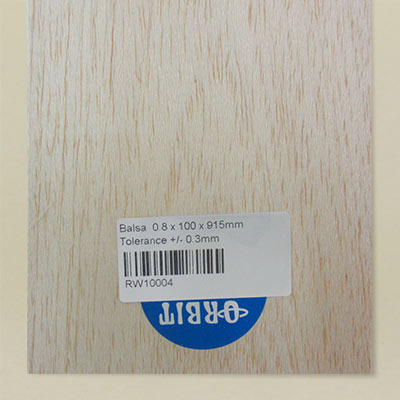 Balsa 0.8 x 100 x 915mm
Tolerance +/- 0.3mm
RW10004
ORBIT